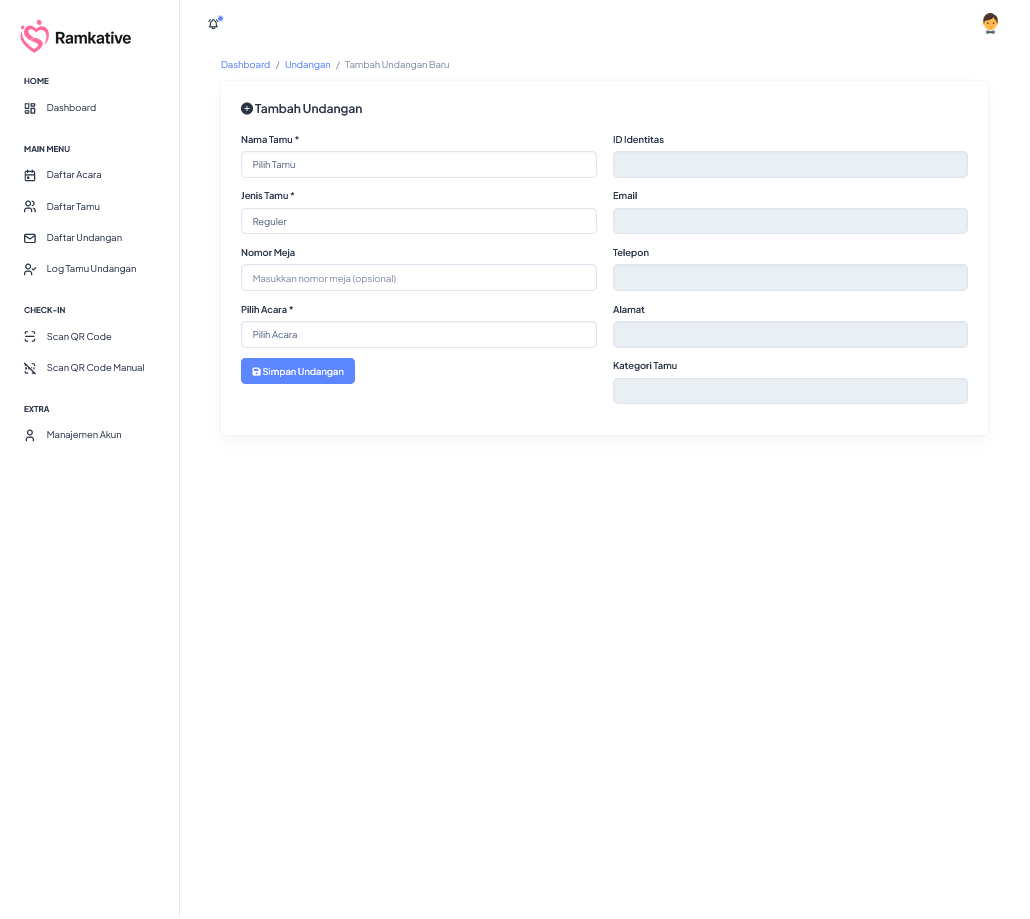 Ramkative
HOME
Dashboard
MAIN MENU
Daftar Acara
Daftar Tamu
Daftar Undangan
Log Tamu Undangan
CHECK-IN
Scan QR Code
Scan QR Code Manual
EXTRA
Manajemen Akun
Dashboard / Undangan / Tambah Undangan Baru
Tambah Undangan
Nama Tamu *
Pilih Tamu
Jenis Tamu *
Reguler
Nomor Meja
Masukkan nomor meja (opsional)
Pilih Acara *
Pilih Acara
Simpan Undangan
ID Identitas
Email
Telepon
Alamat
Kategori Tamu